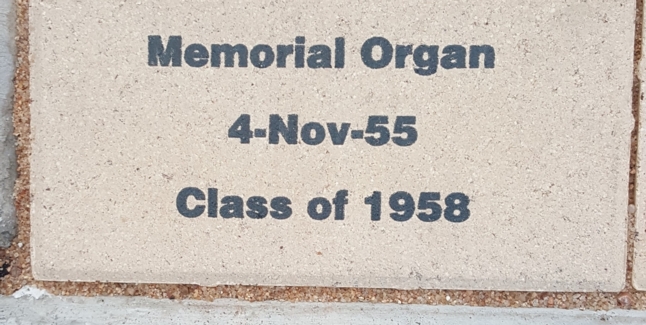 Memorial Organ
4-Nov-55
Class of 1958